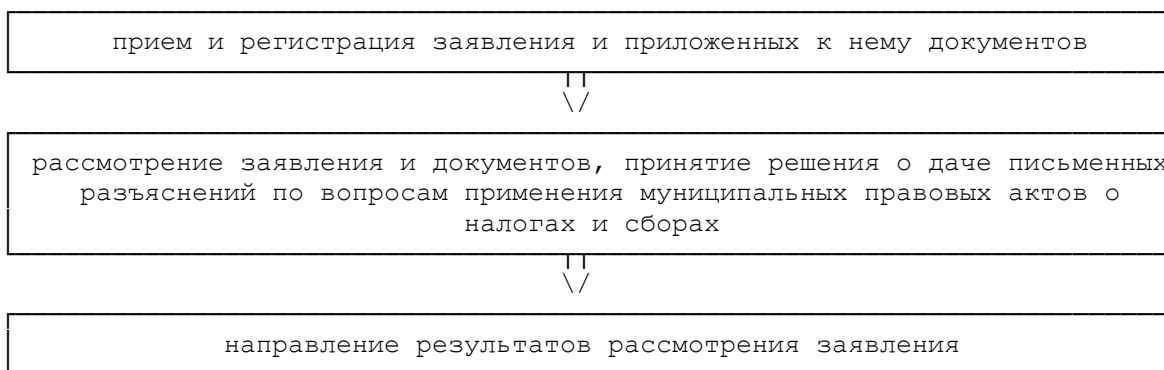 прием и регистрация заявления и приложенных к нему документов
рассмотрение заявления и документов, принятие решения о даче письменных
разъяснений по вопросам применения муниципальных правовых актов о
налогах и сборах
направление результатов рассмотрения заявления